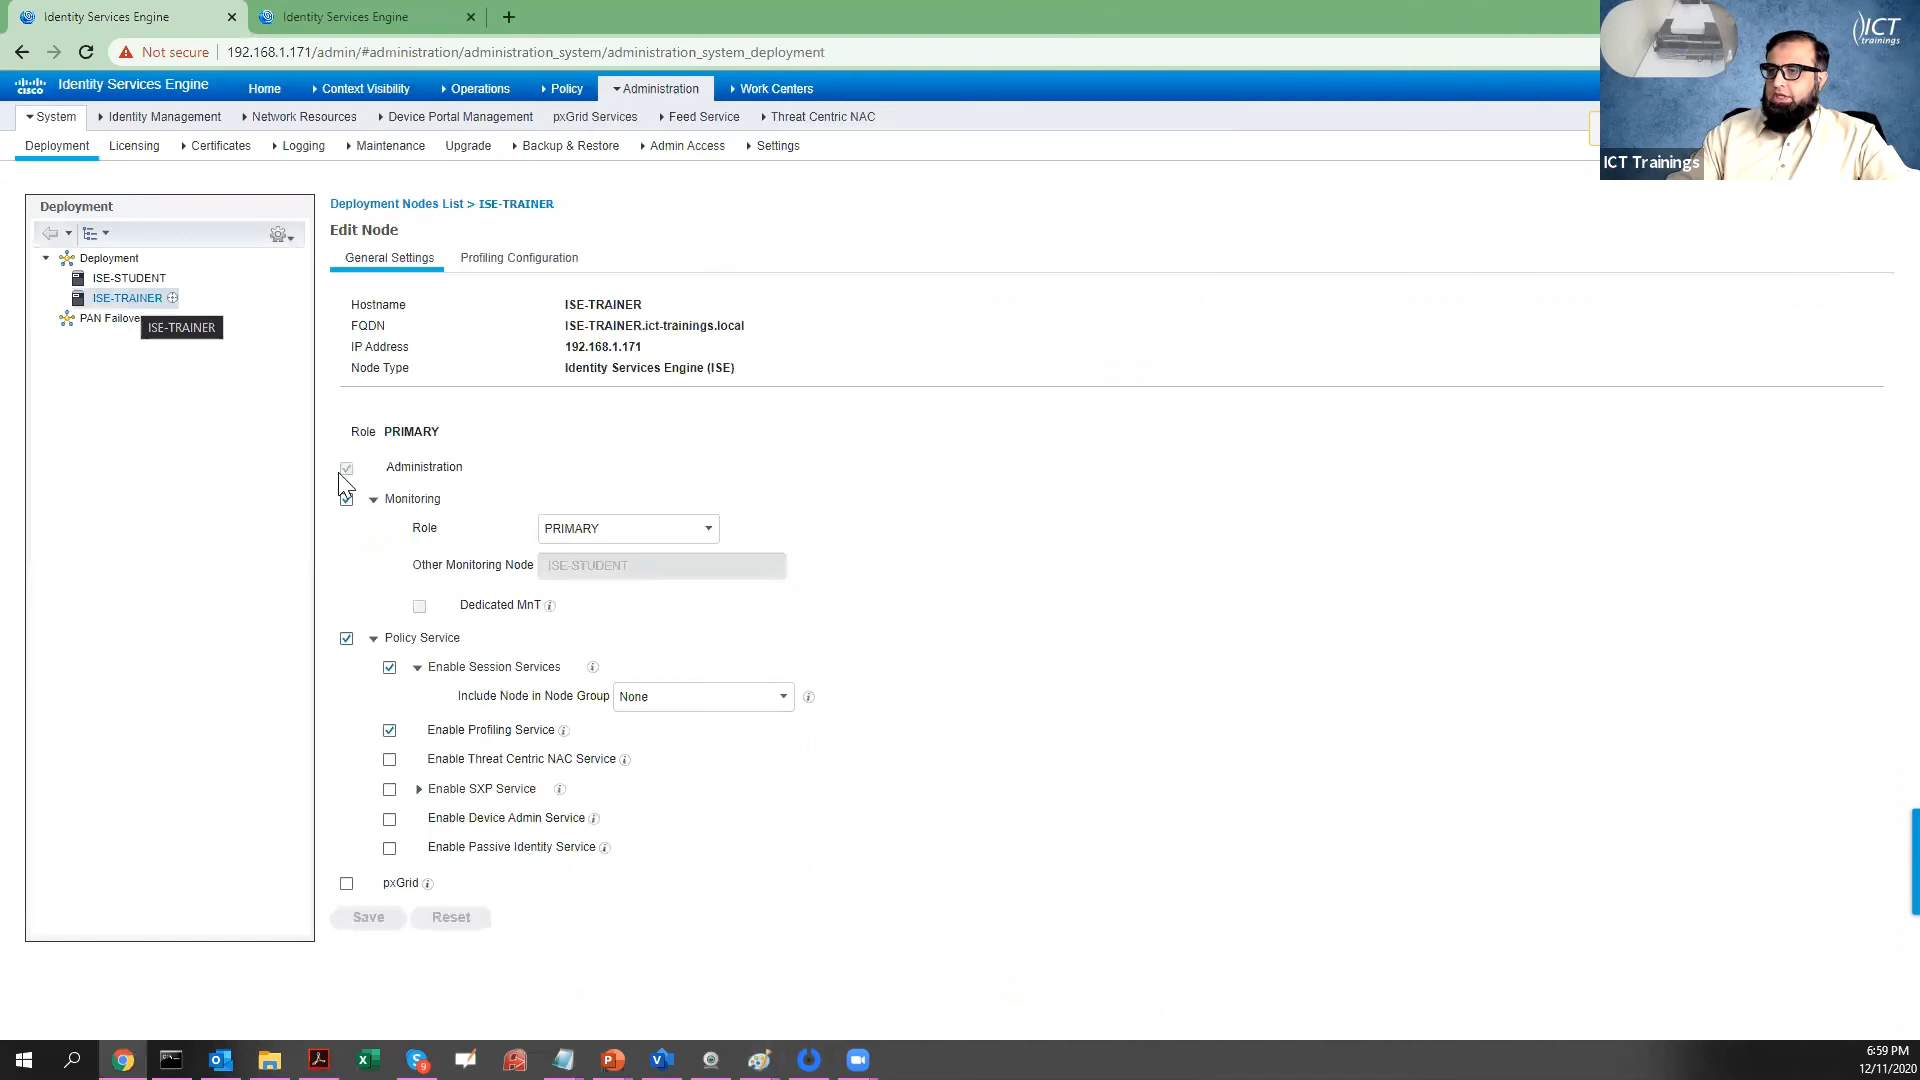 Identity Services Engine
Identity Services Engine
Not secure
192.168.1.171/admin/#administration/administration_system/administration_system_deployment
CISCO
Identity Services Engine
Home
Context Visibility
Operations
Policy
Administration
Work Centers
System
Identity Management
Network Resources
Device Portal Management
pxGrid Services
Feed Service
Threat Centric NAC
Deployment
Licensing
Certificates
Logging
Maintenance
Upgrade
Backup & Restore
Admin Access
Settings
ICT
trainings
ICT Trainings
Deployment
Deployment
ISE-STUDENT
ISE-TRAINER
PAN Failove
ISE-TRAINER
Deployment Nodes List > ISE-TRAINER
Edit Node
General Settings
Profiling Configuration
Hostname ISE-TRAINER
FQDN ISE-TRAINER.ict-trainings.local
IP Address 192.168.1.171
Node Type Identity Services Engine (ISE)
Role PRIMARY
Administration
Monitoring
Role PRIMARY
Other Monitoring Node ISE-STUDENT
Dedicated MnT
Policy Service
Enable Session Services
Include Node in Node Group None
Enable Profiling Service
Enable Threat Centric NAC Service
Enable SXP Service
Enable Device Admin Service
Enable Passive Identity Service
pxGrid
Save
Reset
9
6:59 PM
12/11/2020